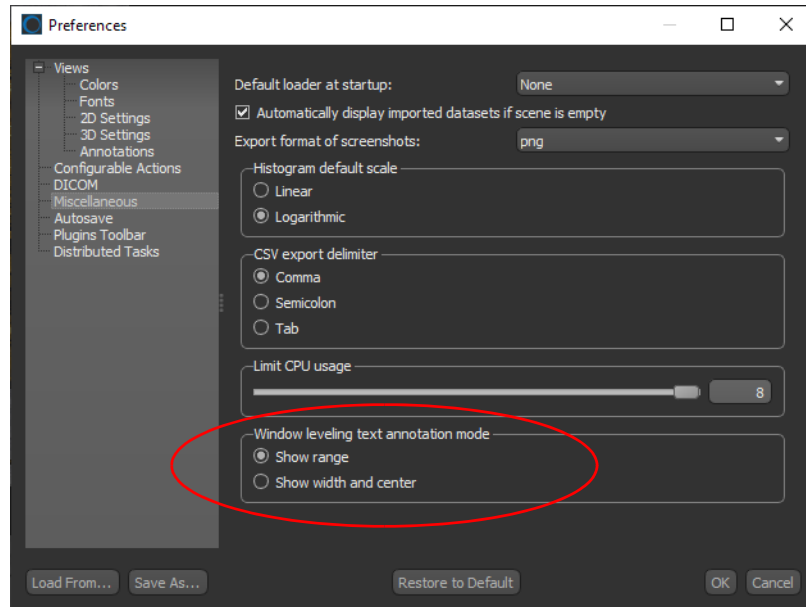 Preferences
Views
Colors
Fonts
2D Settings
3D Settings
Annotations
Configurable Actions
DICOM
Miscellaneous
Autosave
Plugins Toolbar
Distributed Tasks
Default loader at startup: None
Automatically display imported datasets if scene is empty
Export format of screenshots: png
Histogram default scale
Linear
Logarithmic
CSV export delimiter
Comma
Semicolon
Tab
Limit CPU usage
8
Window leveling text annotation mode
Show range
Show width and center
Load From... Save As... Restore to Default OK Cancel